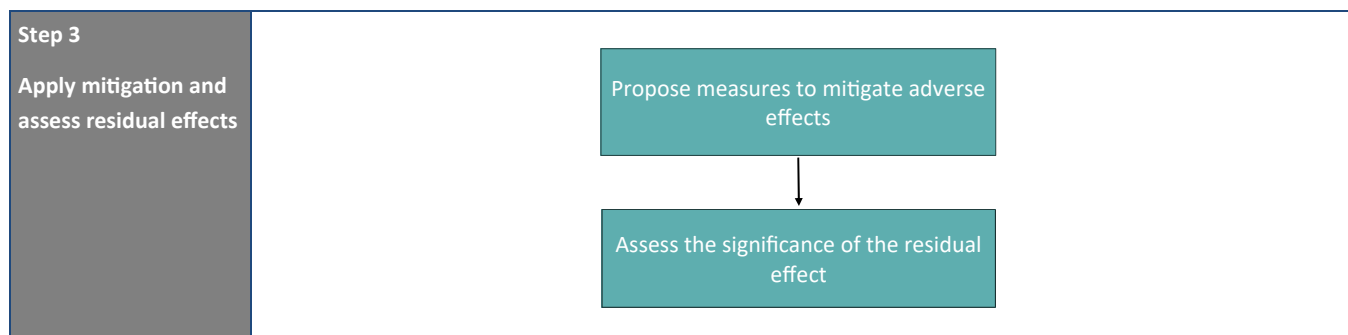 Step 3
Apply mitigation and
assess residual effects
Propose measures to mitigate adverse
effects
Assess the significance of the residual
effect